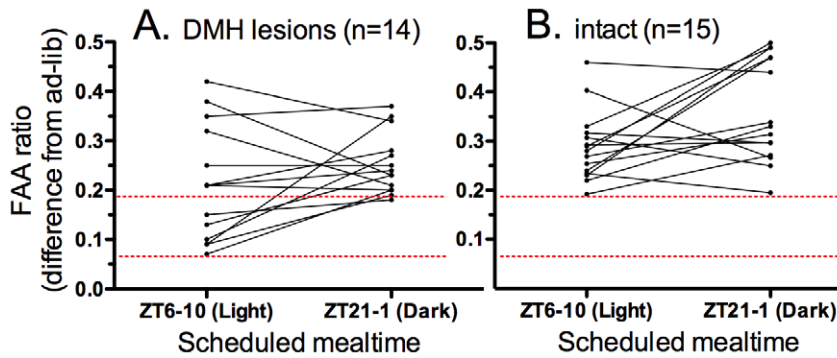 A. DMH lesions (n=14)
B. intact (n=15)
FAA ratio
(difference from ad-lib)
0.5
0.4
0.3
0.2
0.1
0.0
0.5
0.4
0.3
0.2
0.1
ZT6-10 (Light) ZT21-1 (Dark)
ZT6-10 (Light) ZT21-1 (Dark)
Scheduled mealtime
Scheduled mealtime